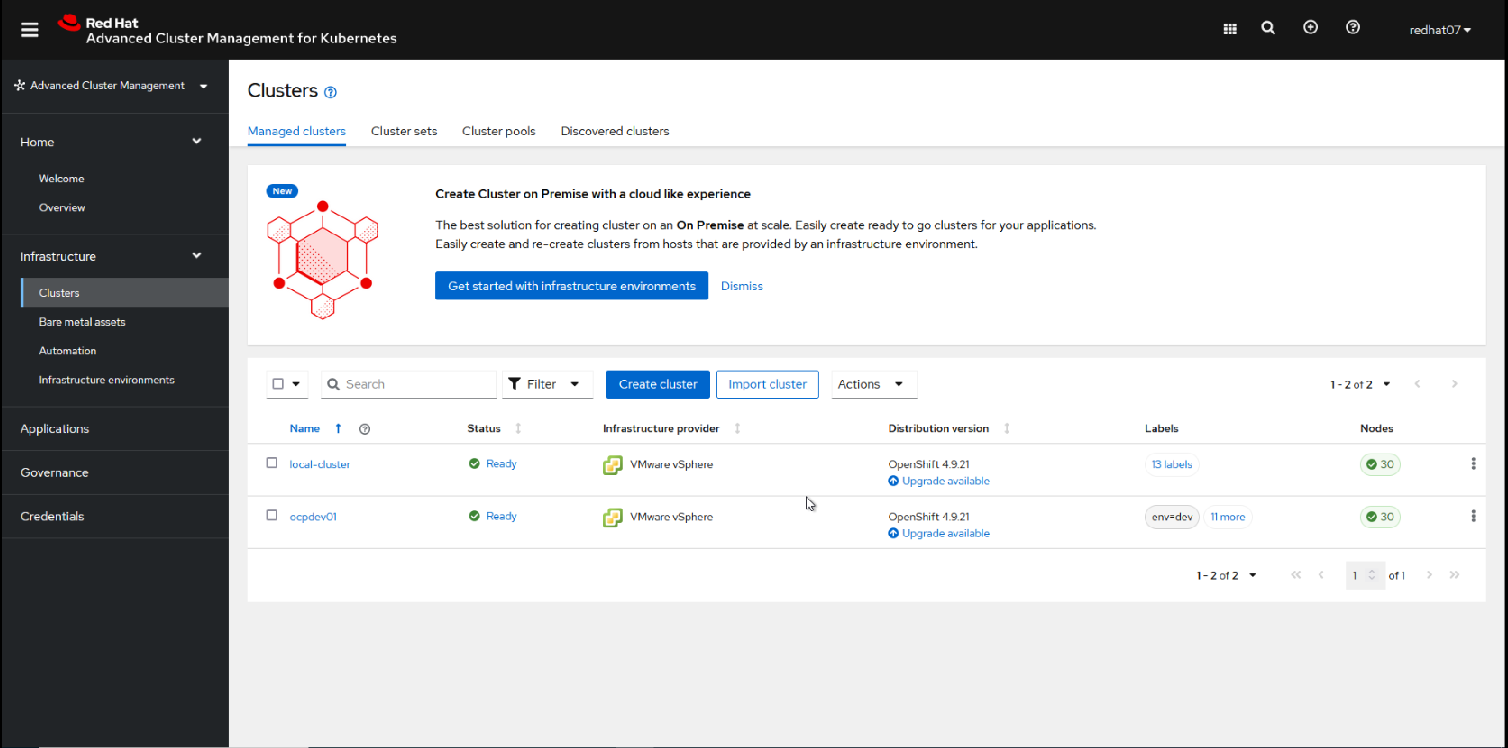 Red Hat
Advanced Cluster Management for Kubernetes
redhat07
Advanced Cluster Management
Home
Welcome
Overview
Infrastructure
Clusters
Bare metal assets
Automation
Infrastructure environments
Applications
Governance
Credentials
Clusters
Managed clusters Cluster sets Cluster pools Discovered clusters
New
Create Cluster on Premise with a cloud like experience
The best solution for creating cluster on an On Premise at scale. Easily create ready to go clusters for your applications.
Easily create and re-create clusters from hosts that are provided by an infrastructure environment.
Get started with infrastructure environments Dismiss
Search Filter Create cluster Import cluster Actions 1 - 2 of 2
Name Status Infrastructure provider Distribution version Labels Nodes
local-cluster Ready VMware vSphere OpenShift 4.9.21 13 labels 30
Upgrade available
ocpdev01 Ready VMware vSphere OpenShift 4.9.21 env=dev 11 more 30
Upgrade available
1 - 2 of 2 1 of 1